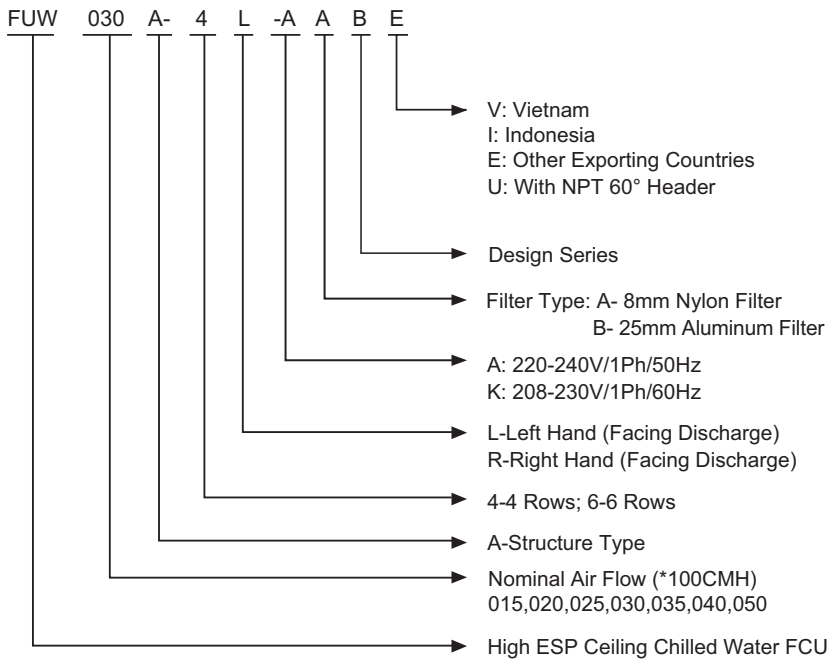 FUW 030 A- 4 L -A A B E
V: Vietnam
I: Indonesia
E: Other Exporting Countries
U: With NPT 60° Header
Design Series
Filter Type: A- 8mm Nylon Filter
B- 25mm Aluminum Filter
A: 220-240V/1Ph/50Hz
K: 208-230V/1Ph/60Hz
L-Left Hand (Facing Discharge)
R-Right Hand (Facing Discharge)
4-4 Rows; 6-6 Rows
A-Structure Type
Nominal Air Flow (*100CMH)
015,020,025,030,035,040,050
High ESP Ceiling Chilled Water FCU